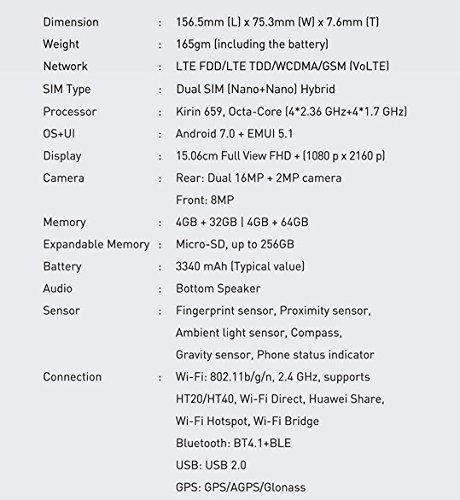 Dimension : 156.5mm (L) x 75.3mm (W) x 7.6mm (T)
Weight : 165gm (including the battery)
Network : LTE FDD/LTE TDD/WCDMA/GSM (VoLTE)
SIM Type : Dual SIM (Nano+Nano) Hybrid
Processor : Kirin 659, Octa-Core (4*2.36 GHz+4*1.7 GHz)
OS+UI : Android 7.0 + EMUI 5.1
Display : 15.06cm Full View FHD + (1080 p x 2160 p)
Camera : Rear: Dual 16MP + 2MP camera
Front: 8MP
Memory : 4GB + 32GB | 4GB + 64GB
Expandable Memory : Micro-SD, up to 256GB
Battery : 3340 mAh (Typical value)
Audio : Bottom Speaker
Sensor : Fingerprint sensor, Proximity sensor,
Ambient light sensor, Compass,
Gravity sensor, Phone status indicator
Connection : Wi-Fi: 802.11b/g/n, 2.4 GHz, supports
HT20/HT40, Wi-Fi Direct, Huawei Share,
Wi-Fi Hotspot, Wi-Fi Bridge
Bluetooth: BT4.1+BLE
USB: USB 2.0
GPS: GPS/AGPS/Glonass